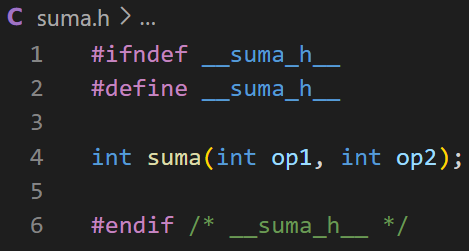 C suma.h > ...
1 #ifndef __suma_h__
2 #define __suma_h__
3
4 int suma(int op1, int op2);
5
6 #endif /* __suma_h__ */